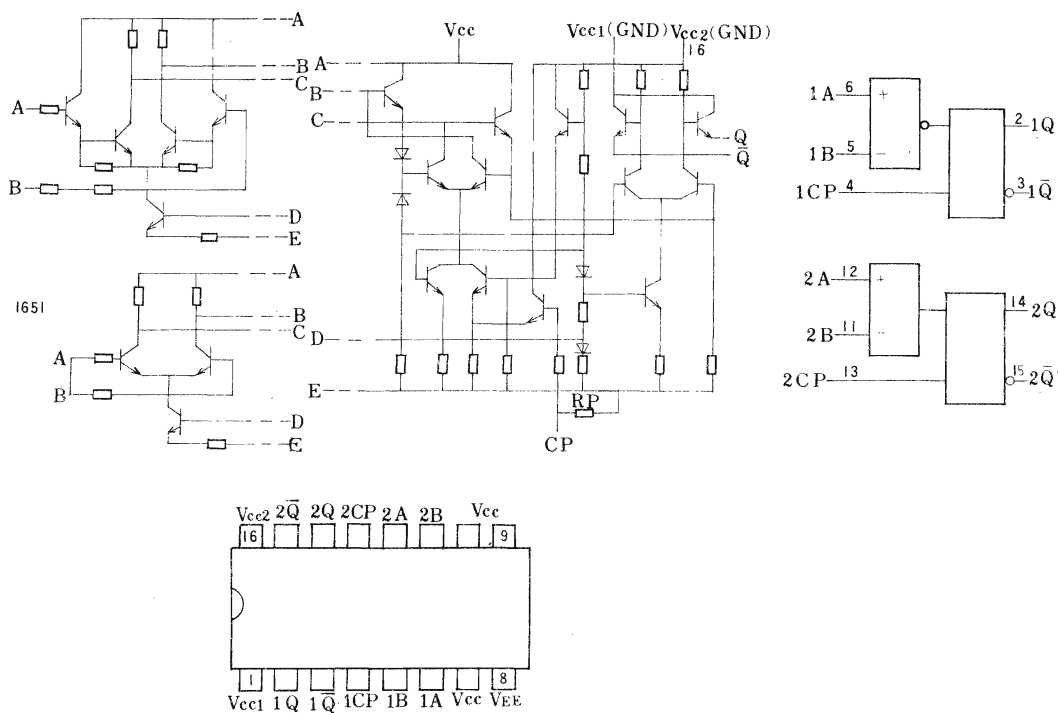 A
B
C
A
B
D
E
1651
A
B
C
A
B
D
E
Vcc
Vcc1(GND)
Vcc2(GND)
16
A
B
C
Q
Q̅
D
E
RP
CP
1A 6 +
1B 5 −
1CP 4
2 1Q
3 1Q̅
2A 12 +
2B 11 −
2CP 13
14 2Q
15 2Q̅
Vcc2 2Q̅ 2Q 2CP 2A 2B Vcc
16 9
1 8
Vcc1 1Q 1Q̅ 1CP 1B 1A Vcc VEE